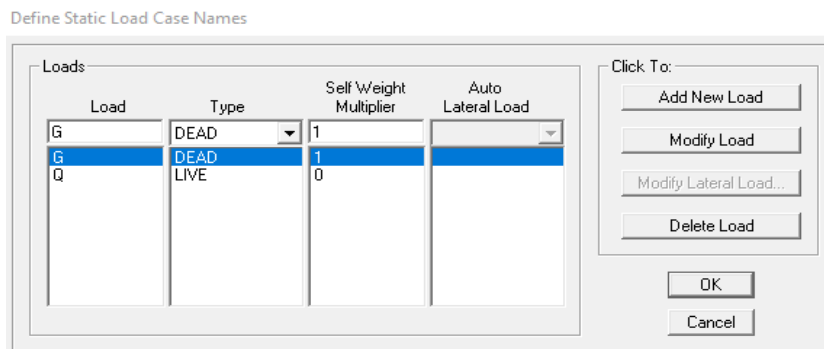 Define Static Load Case Names
Loads
Load Type Self Weight Multiplier Auto Lateral Load
G DEAD 1
G DEAD 1
Q LIVE 0
Click To:
Add New Load
Modify Load
Modify Lateral Load...
Delete Load
OK
Cancel